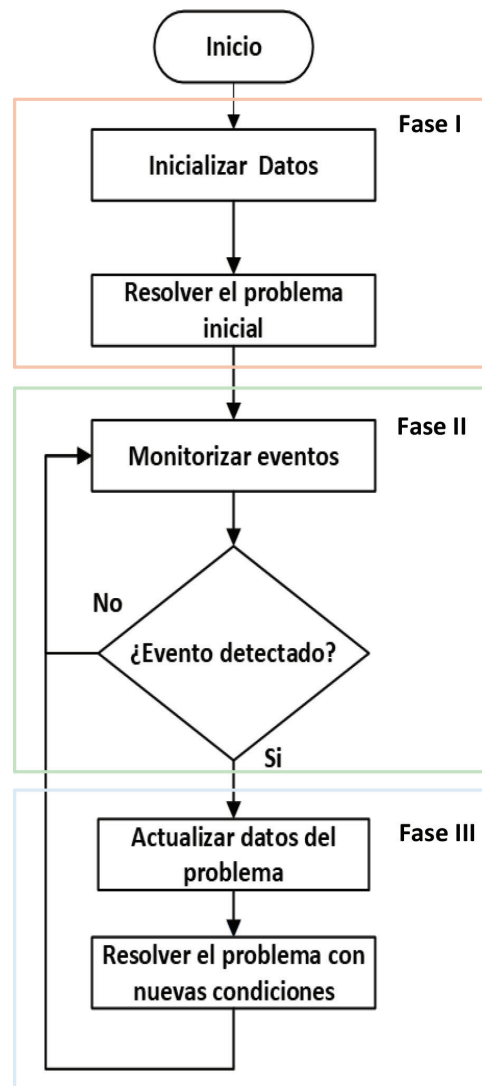 Inicio
Fase I
Inicializar Datos
Resolver el problema
inicial
Fase II
Monitorizar eventos
No
¿Evento detectado?
Si
Fase III
Actualizar datos del
problema
Resolver el problema con
nuevas condiciones